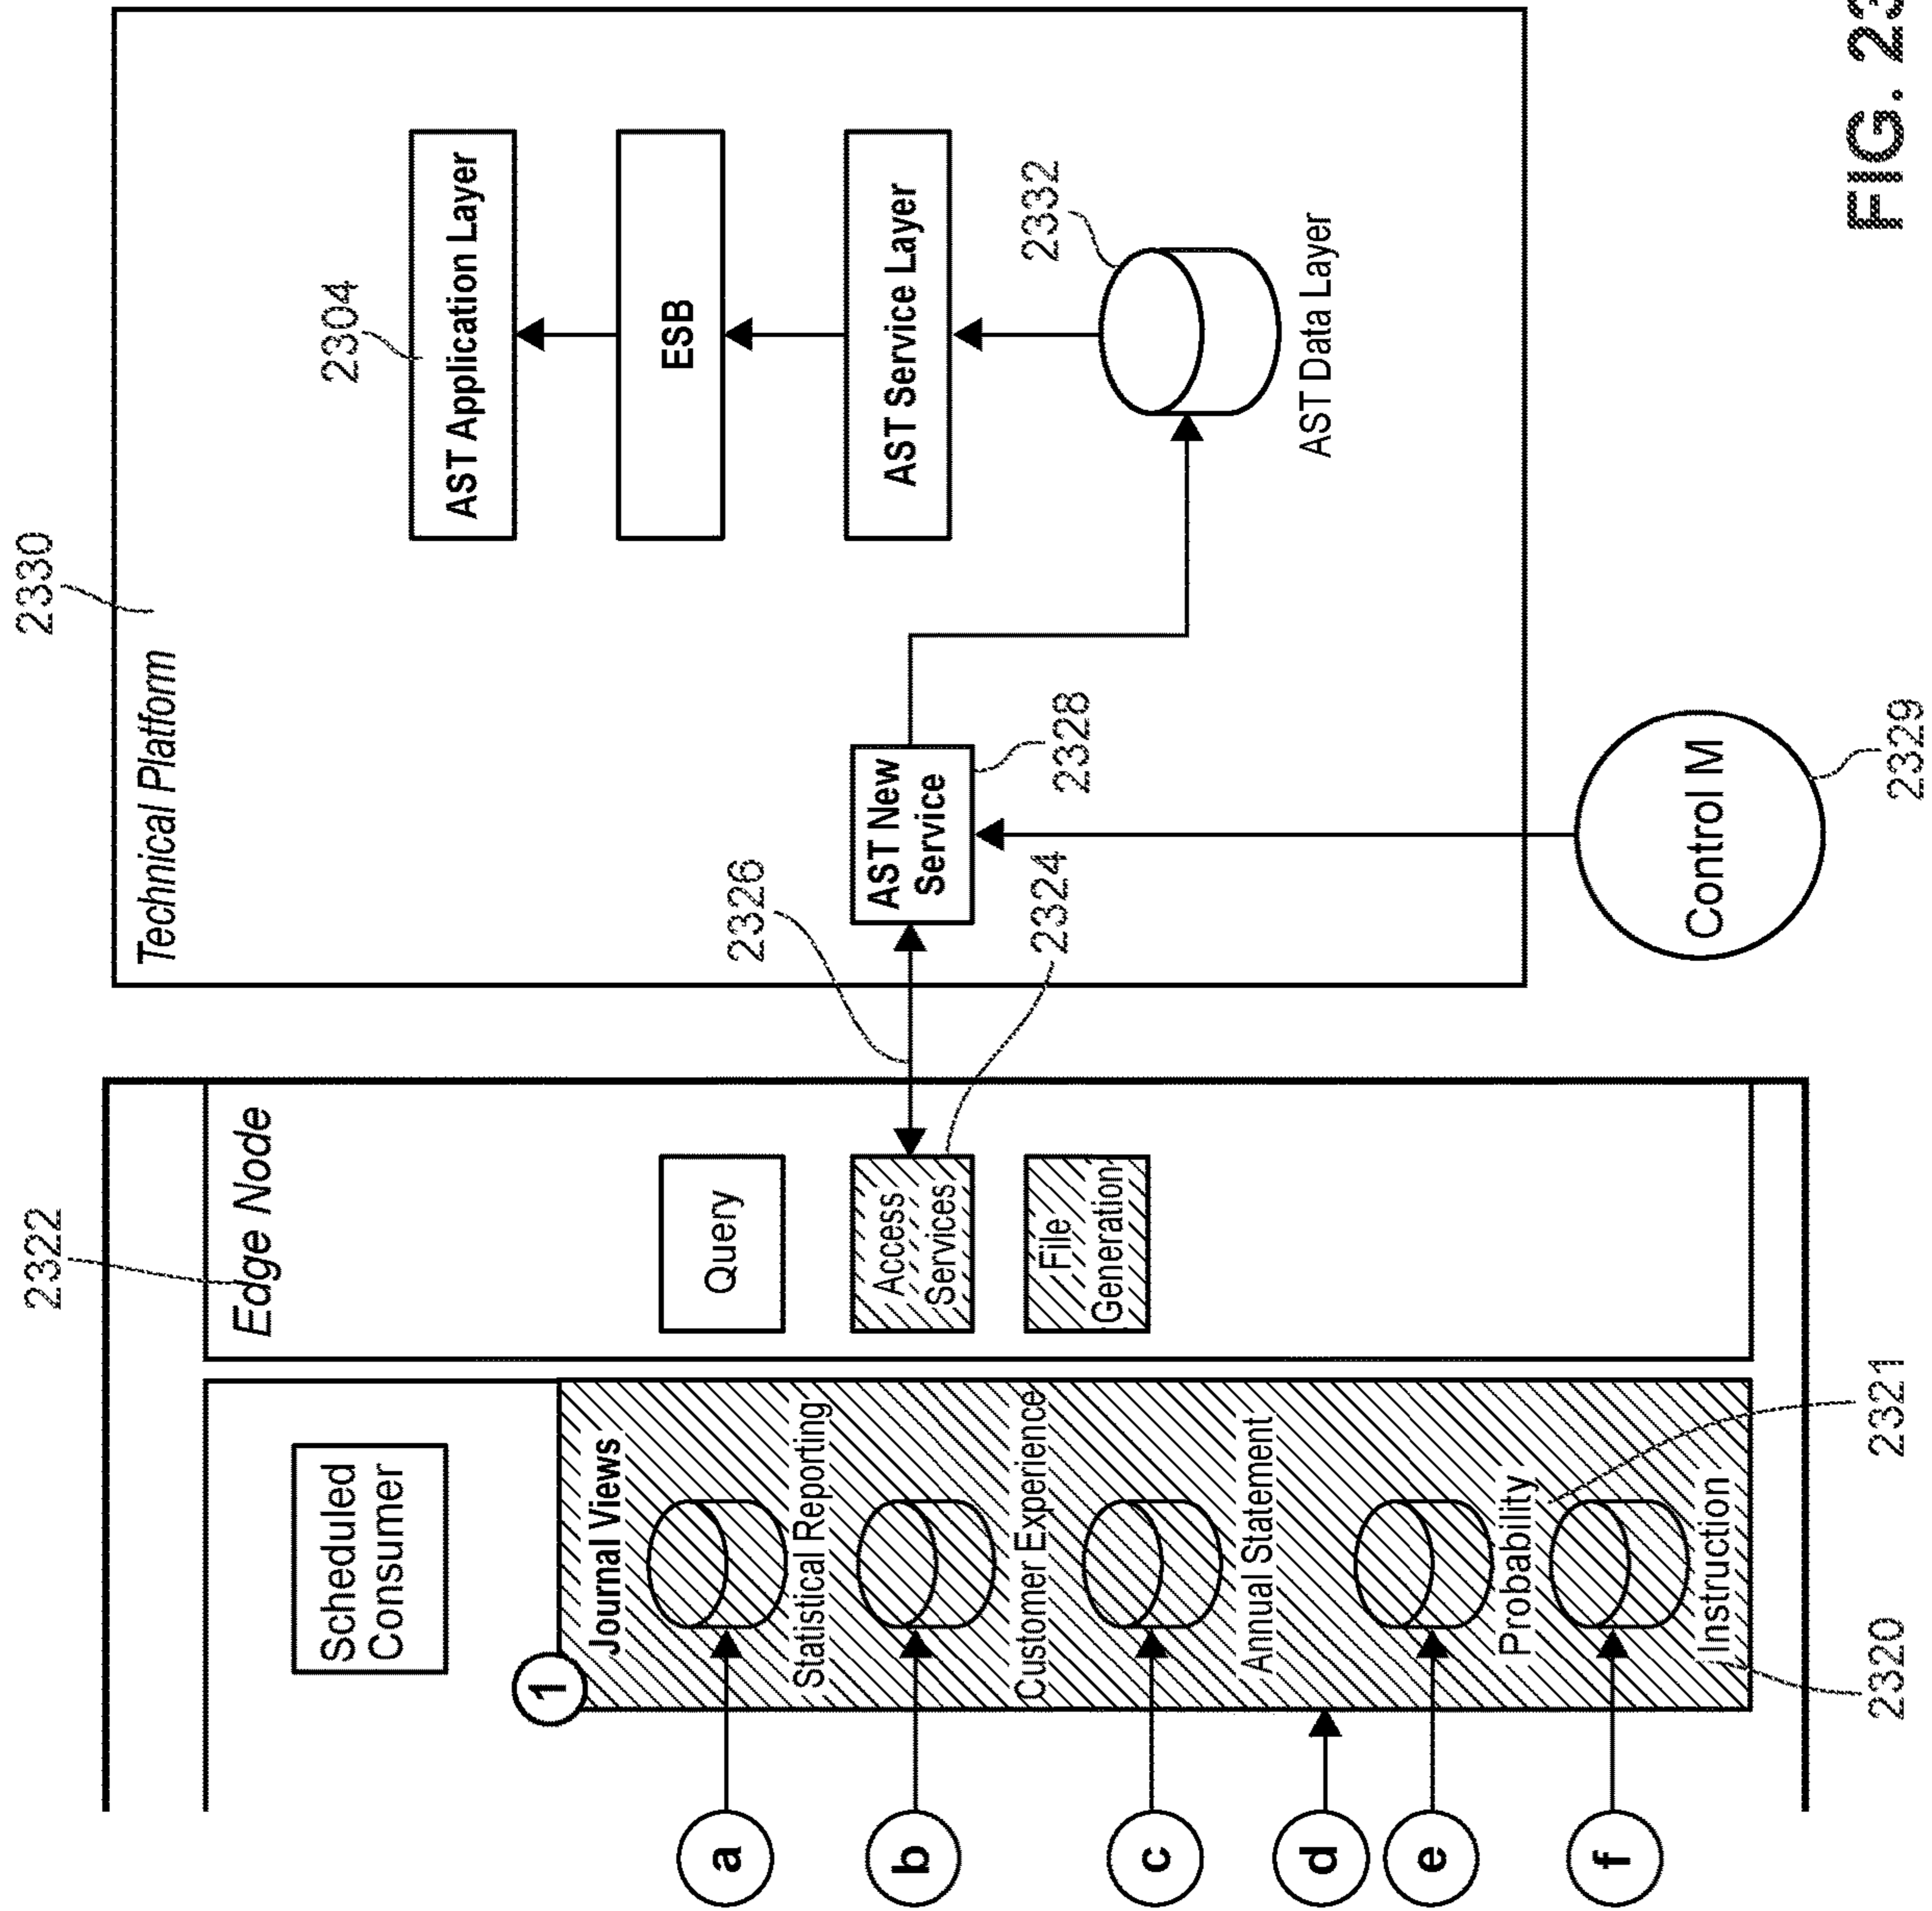 2322
2330
Edge Node
Technical Platform
Scheduled
Consumer
1
Journal Views
a
Statistical Reporting
b
Customer Experience
c
Annual Statement
d
e
Probability
f
Instruction
2320
2321
Query
Access
Services
File
Generation
2326
2324
AST New
Service
2328
Control M
2329
2304
AST Application Layer
ESB
AST Service Layer
2332
AST Data Layer